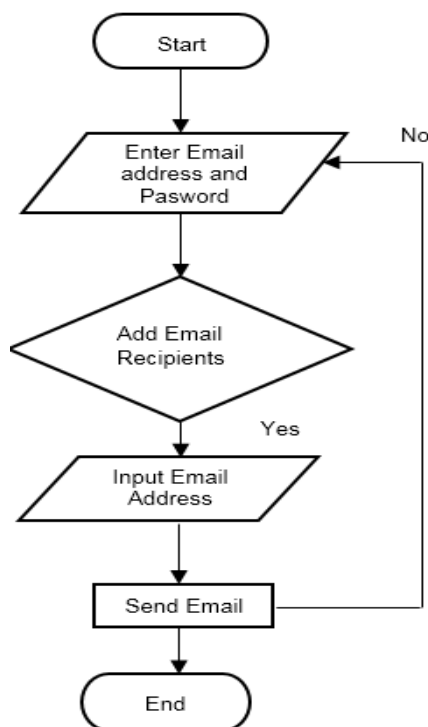 Start
No
Enter Email
address and
Pasword
Add Email
Recipients
Yes
Input Email
Address
Send Email
End